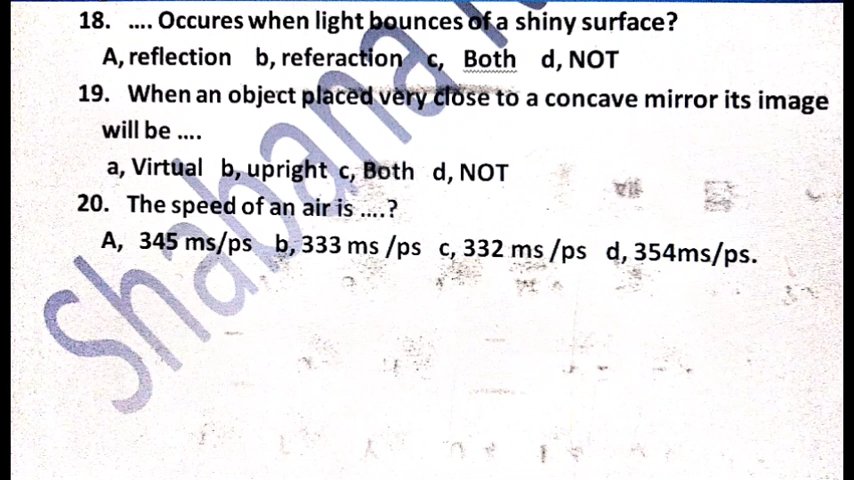 18. .... Occures when light bounces of a shiny surface?
A, reflection b, referaction c, Both d, NOT
19. When an object placed very close to a concave mirror its image
will be ....
a, Virtual b, upright c, Both d, NOT
20. The speed of an air is ....?
A, 345 ms/ps b, 333 ms /ps c, 332 ms /ps d, 354ms/ps.
Shabana